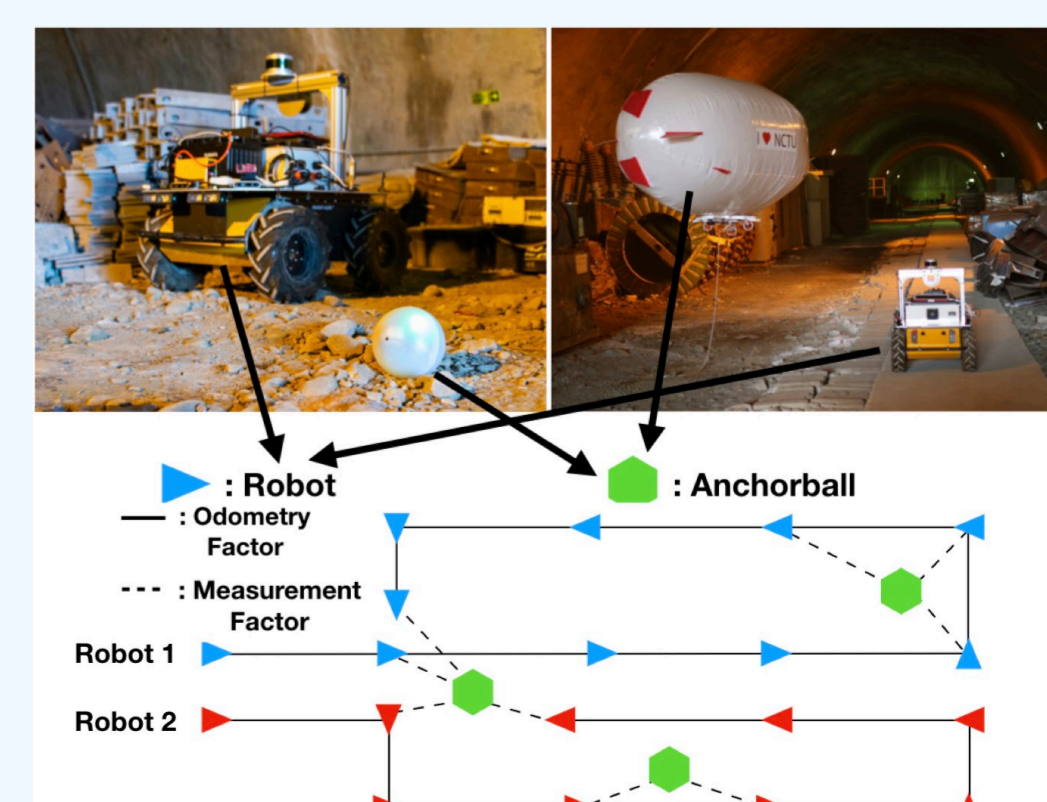 I ♥ NCTU
: Robot
: Anchorball
: Odometry
Factor
: Measurement
Factor
Robot 1
Robot 2